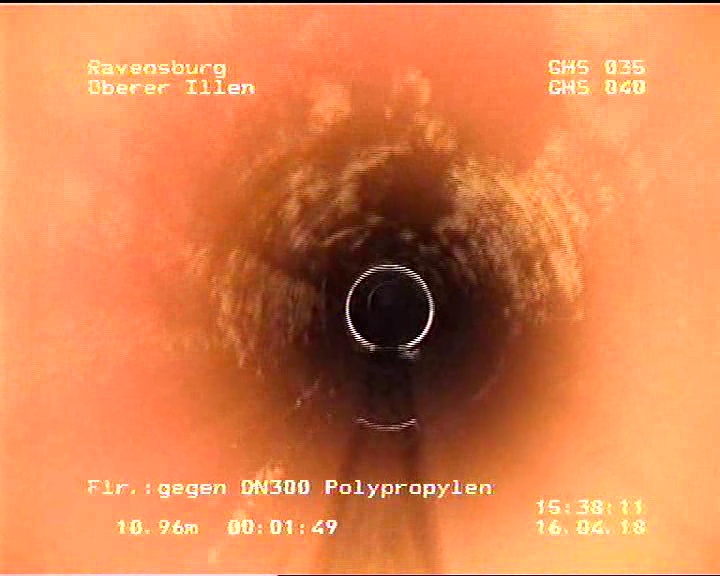 Ravensburg
Oberer Illen
GHS 035
GHS 040
Flr.:gegen DN300 Polypropylen
10.96m 00:01:49
15:38:11
16.04.18